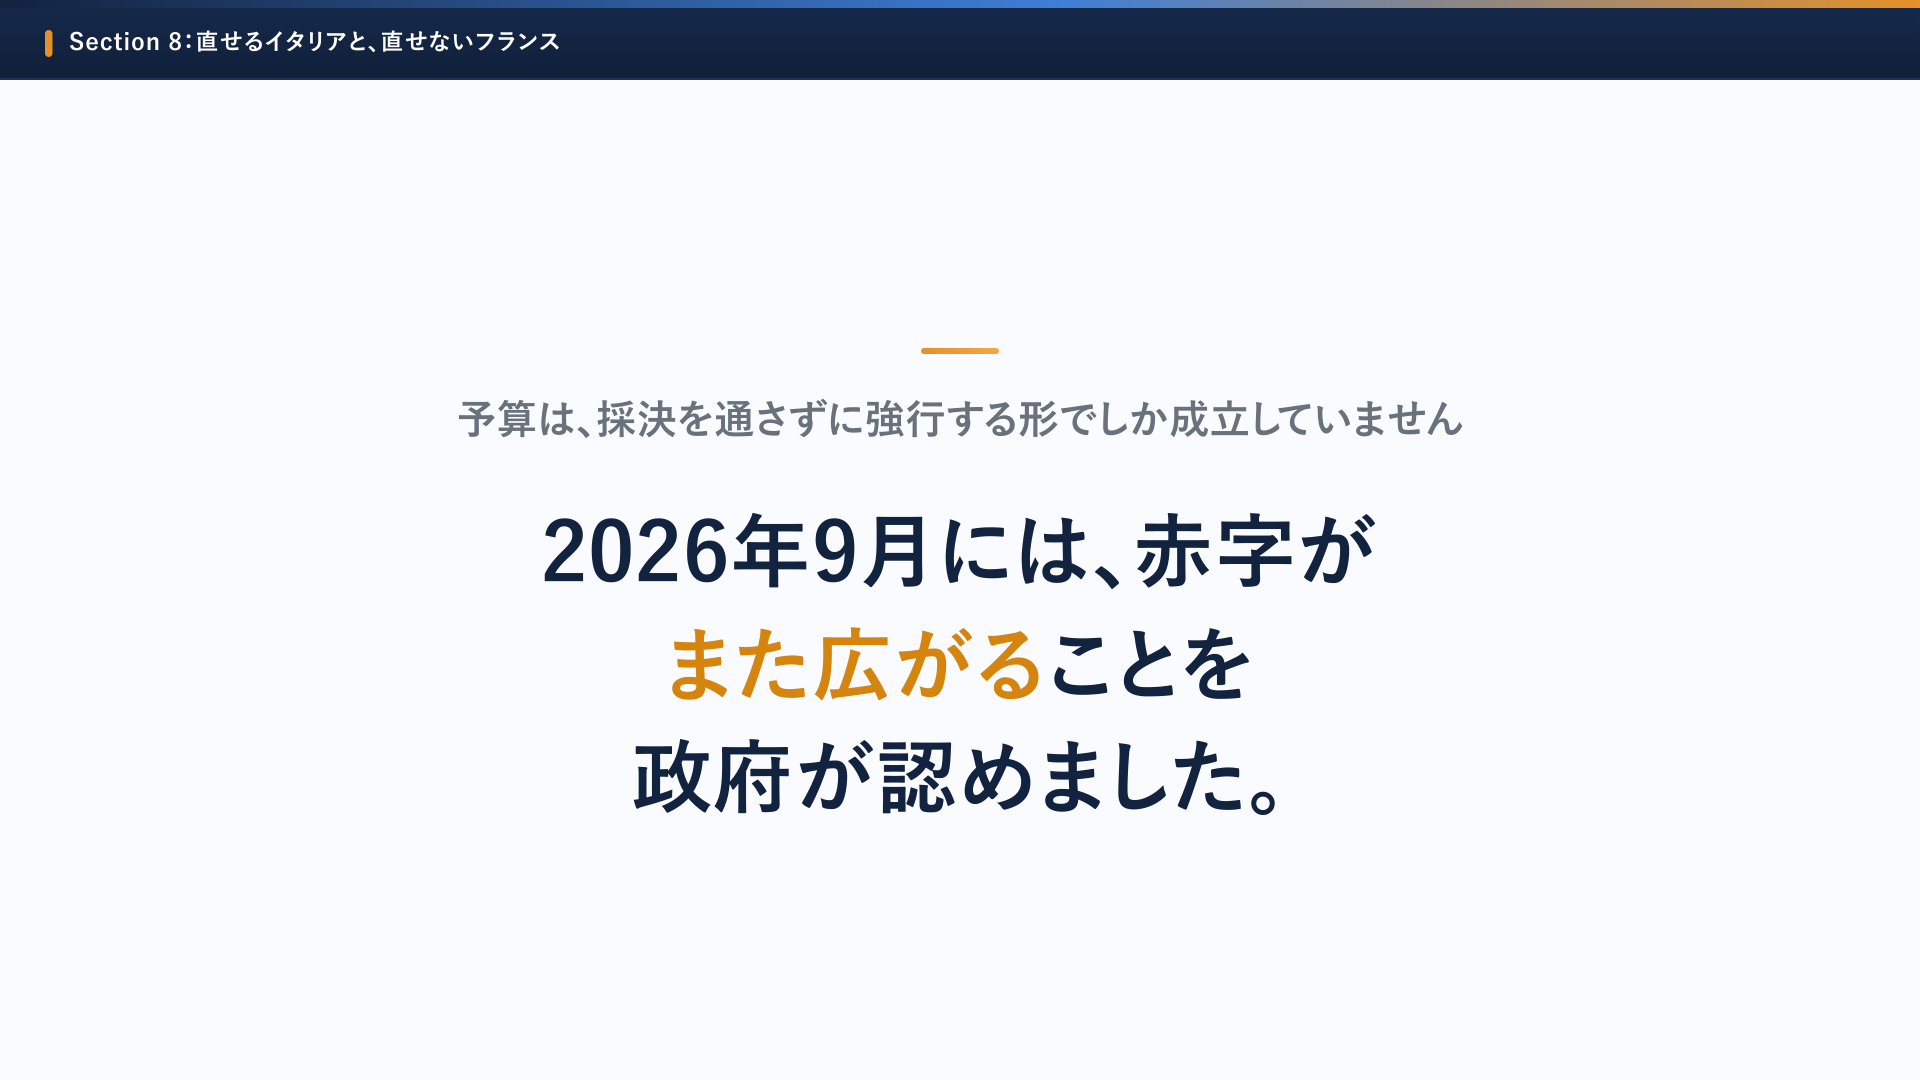 Section 8：直せるイタリアと、直せないフランス
予算は、採決を通さずに強行する形でしか成立していません
2026年9月には、赤字が
また広がることを
政府が認めました。